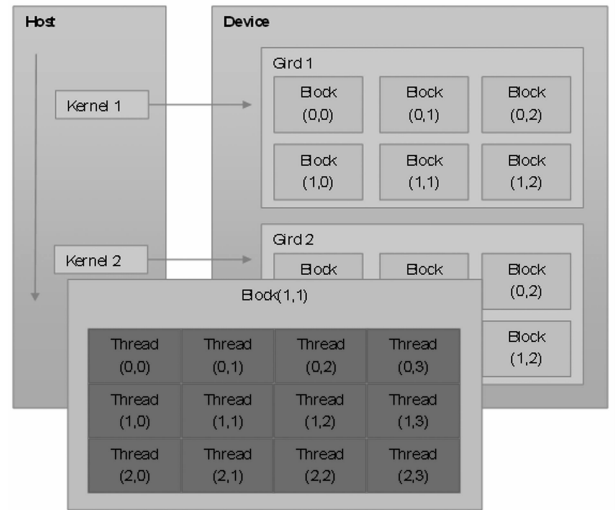 Host
Device
Gird 1
Kernel 1
Block Block Block
(0,0) (0,1) (0,2)
Block Block Block
(1,0) (1,1) (1,2)
Gird 2
Kernel 2
Block Block Block
(0,2)
Block
(1,2)
Block(1,1)
Thread Thread Thread Thread
(0,0) (0,1) (0,2) (0,3)
Thread Thread Thread Thread
(1,0) (1,1) (1,2) (1,3)
Thread Thread Thread Thread
(2,0) (2,1) (2,2) (2,3)